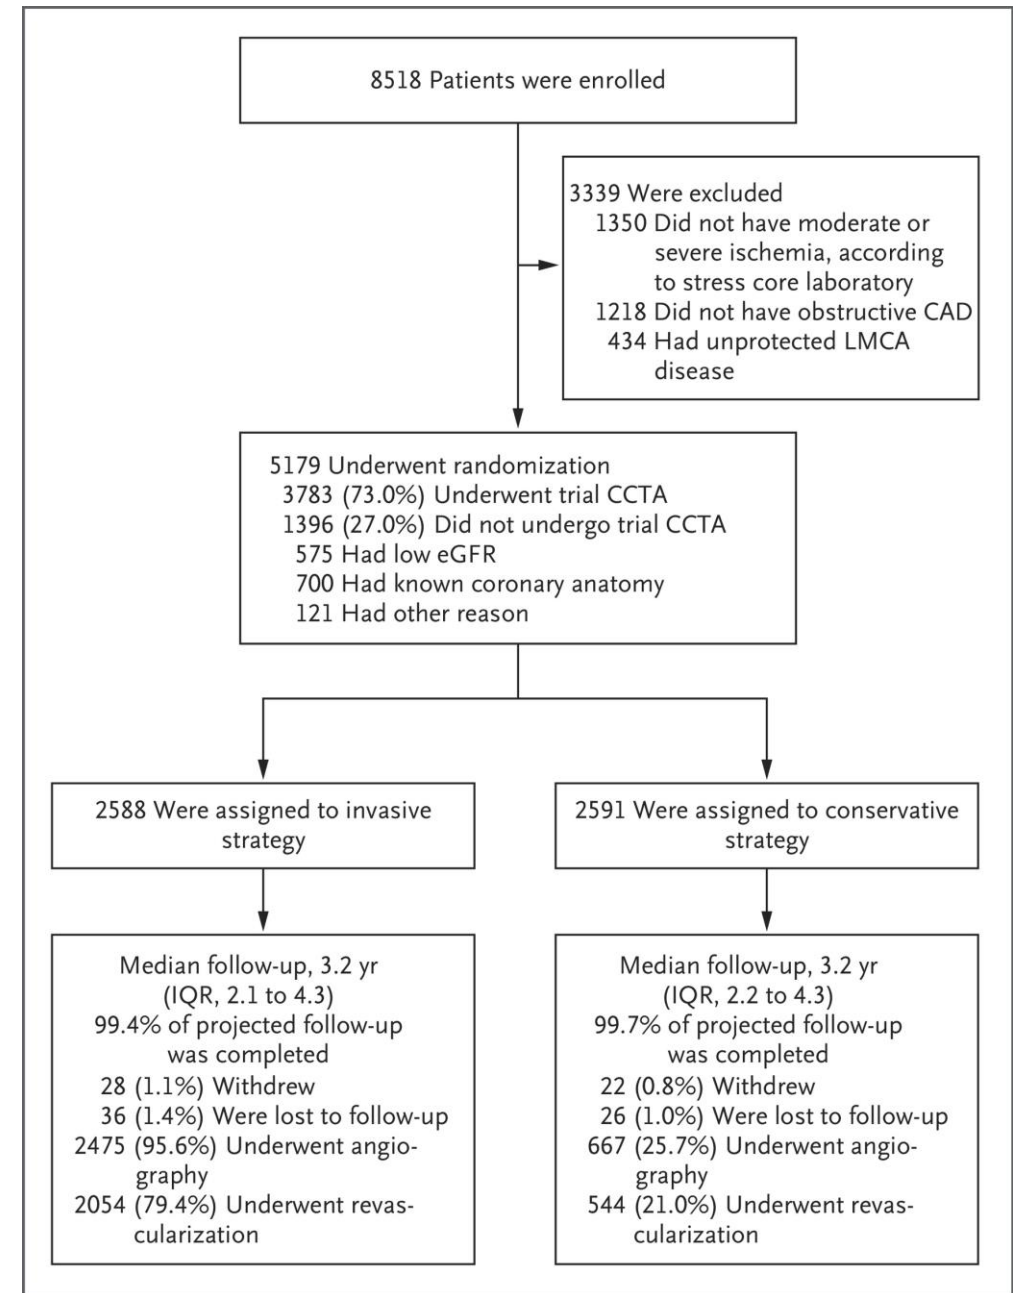 8518 Patients were enrolled
3339 Were excluded
1350 Did not have moderate or
severe ischemia, according
to stress core laboratory
1218 Did not have obstructive CAD
434 Had unprotected LMCA
disease
5179 Underwent randomization
3783 (73.0%) Underwent trial CCTA
1396 (27.0%) Did not undergo trial CCTA
575 Had low eGFR
700 Had known coronary anatomy
121 Had other reason
2588 Were assigned to invasive
strategy
2591 Were assigned to conservative
strategy
Median follow-up, 3.2 yr
(IQR, 2.1 to 4.3)
99.4% of projected follow-up
was completed
28 (1.1%) Withdrew
36 (1.4%) Were lost to follow-up
2475 (95.6%) Underwent angio-
graphy
2054 (79.4%) Underwent revas-
cularization
Median follow-up, 3.2 yr
(IQR, 2.2 to 4.3)
99.7% of projected follow-up
was completed
22 (0.8%) Withdrew
26 (1.0%) Were lost to follow-up
667 (25.7%) Underwent angio-
graphy
544 (21.0%) Underwent revas-
cularization